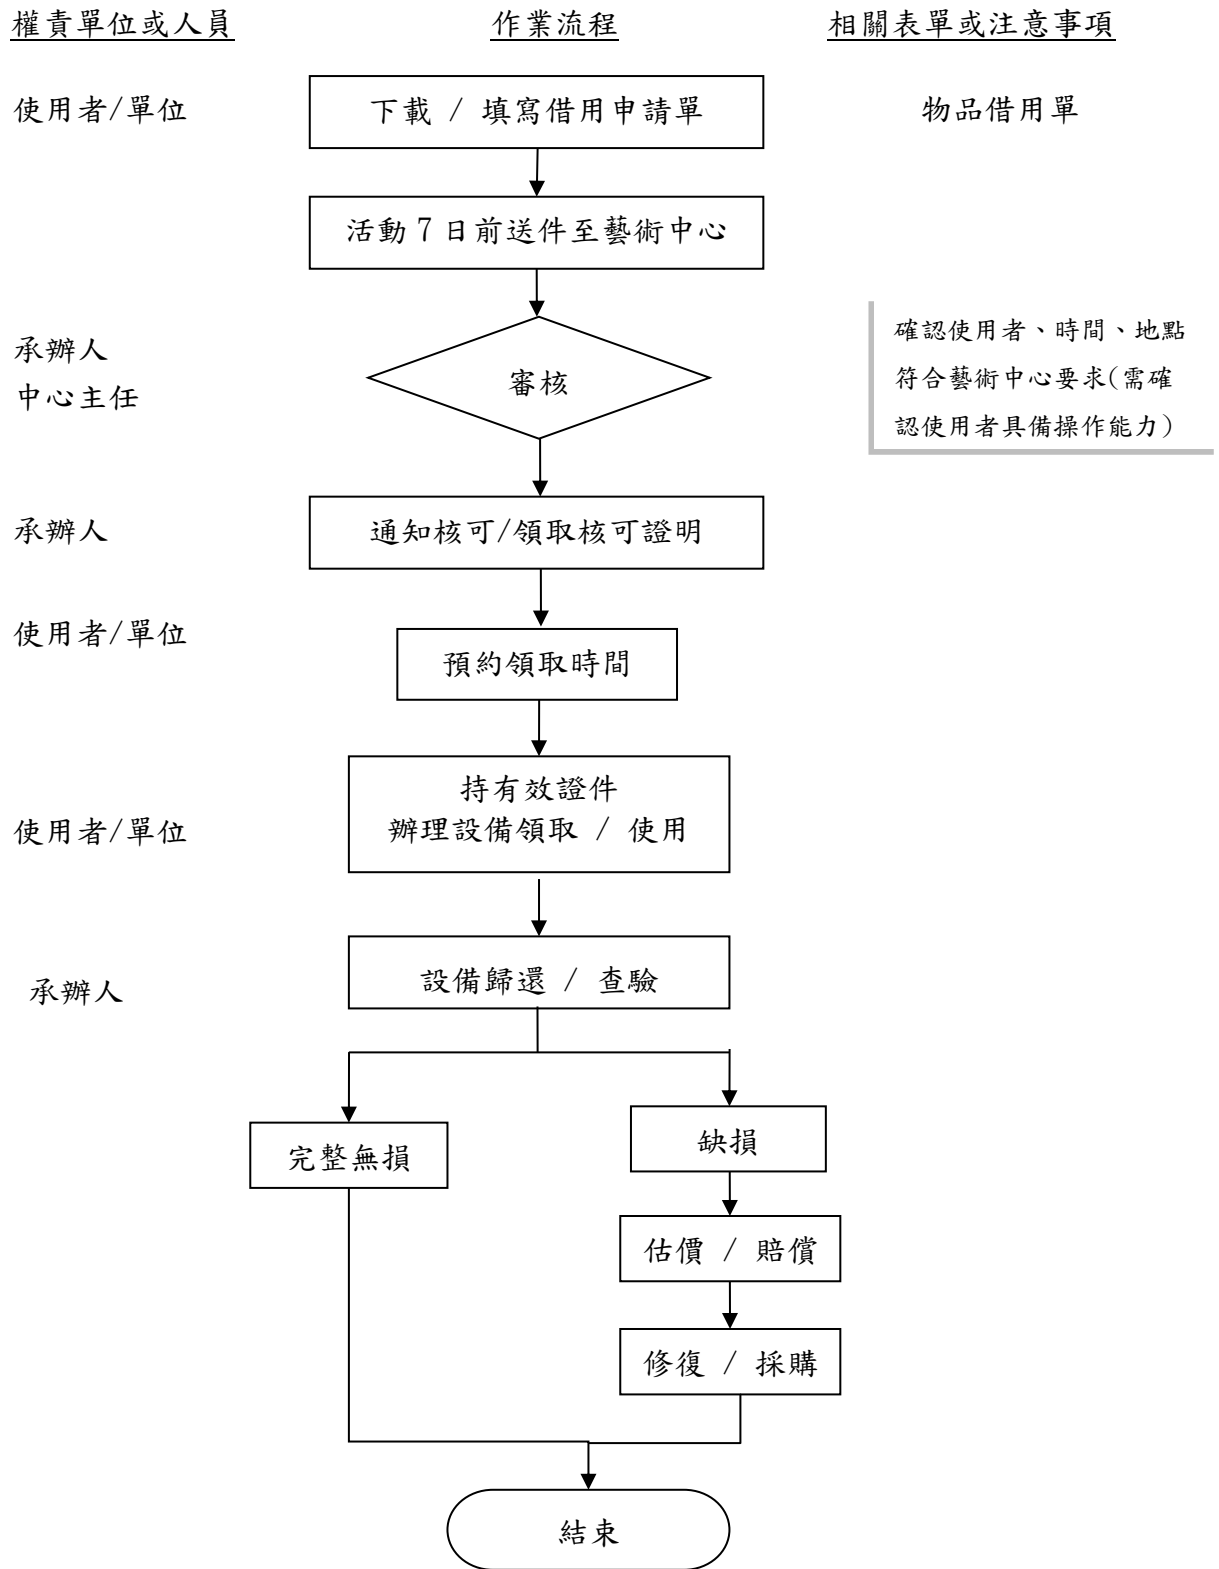 權責單位或人員
作業流程
相關表單或注意事項
使用者/單位
下載 / 填寫借用申請單
物品借用單
活動7日前送件至藝術中心
承辦人
中心主任
審核
確認使用者、時間、地點
符合藝術中心要求(需確
認使用者具備操作能力)
承辦人
通知核可/領取核可證明
使用者/單位
預約領取時間
使用者/單位
持有效證件
辦理設備領取 / 使用
承辦人
設備歸還 / 查驗
完整無損
缺損
估價 / 賠償
修復 / 採購
結束